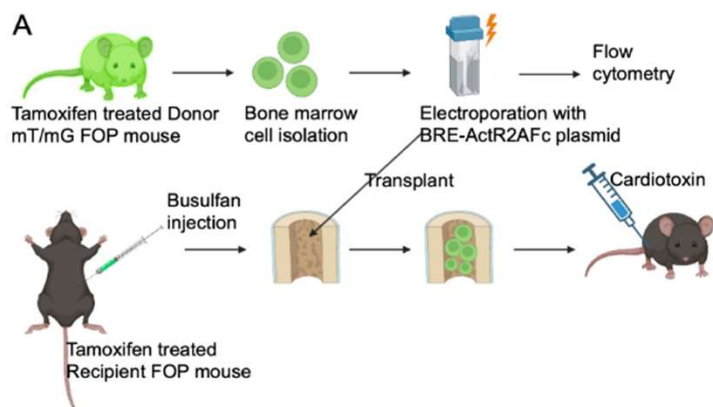 A
Tamoxifen treated Donor
mT/mG FOP mouse
Bone marrow
cell isolation
Electroporation with
BRE-ActR2AFc plasmid
Flow
cytometry
Busulfan
injection
Transplant
Cardiotoxin
Tamoxifen treated
Recipient FOP mouse